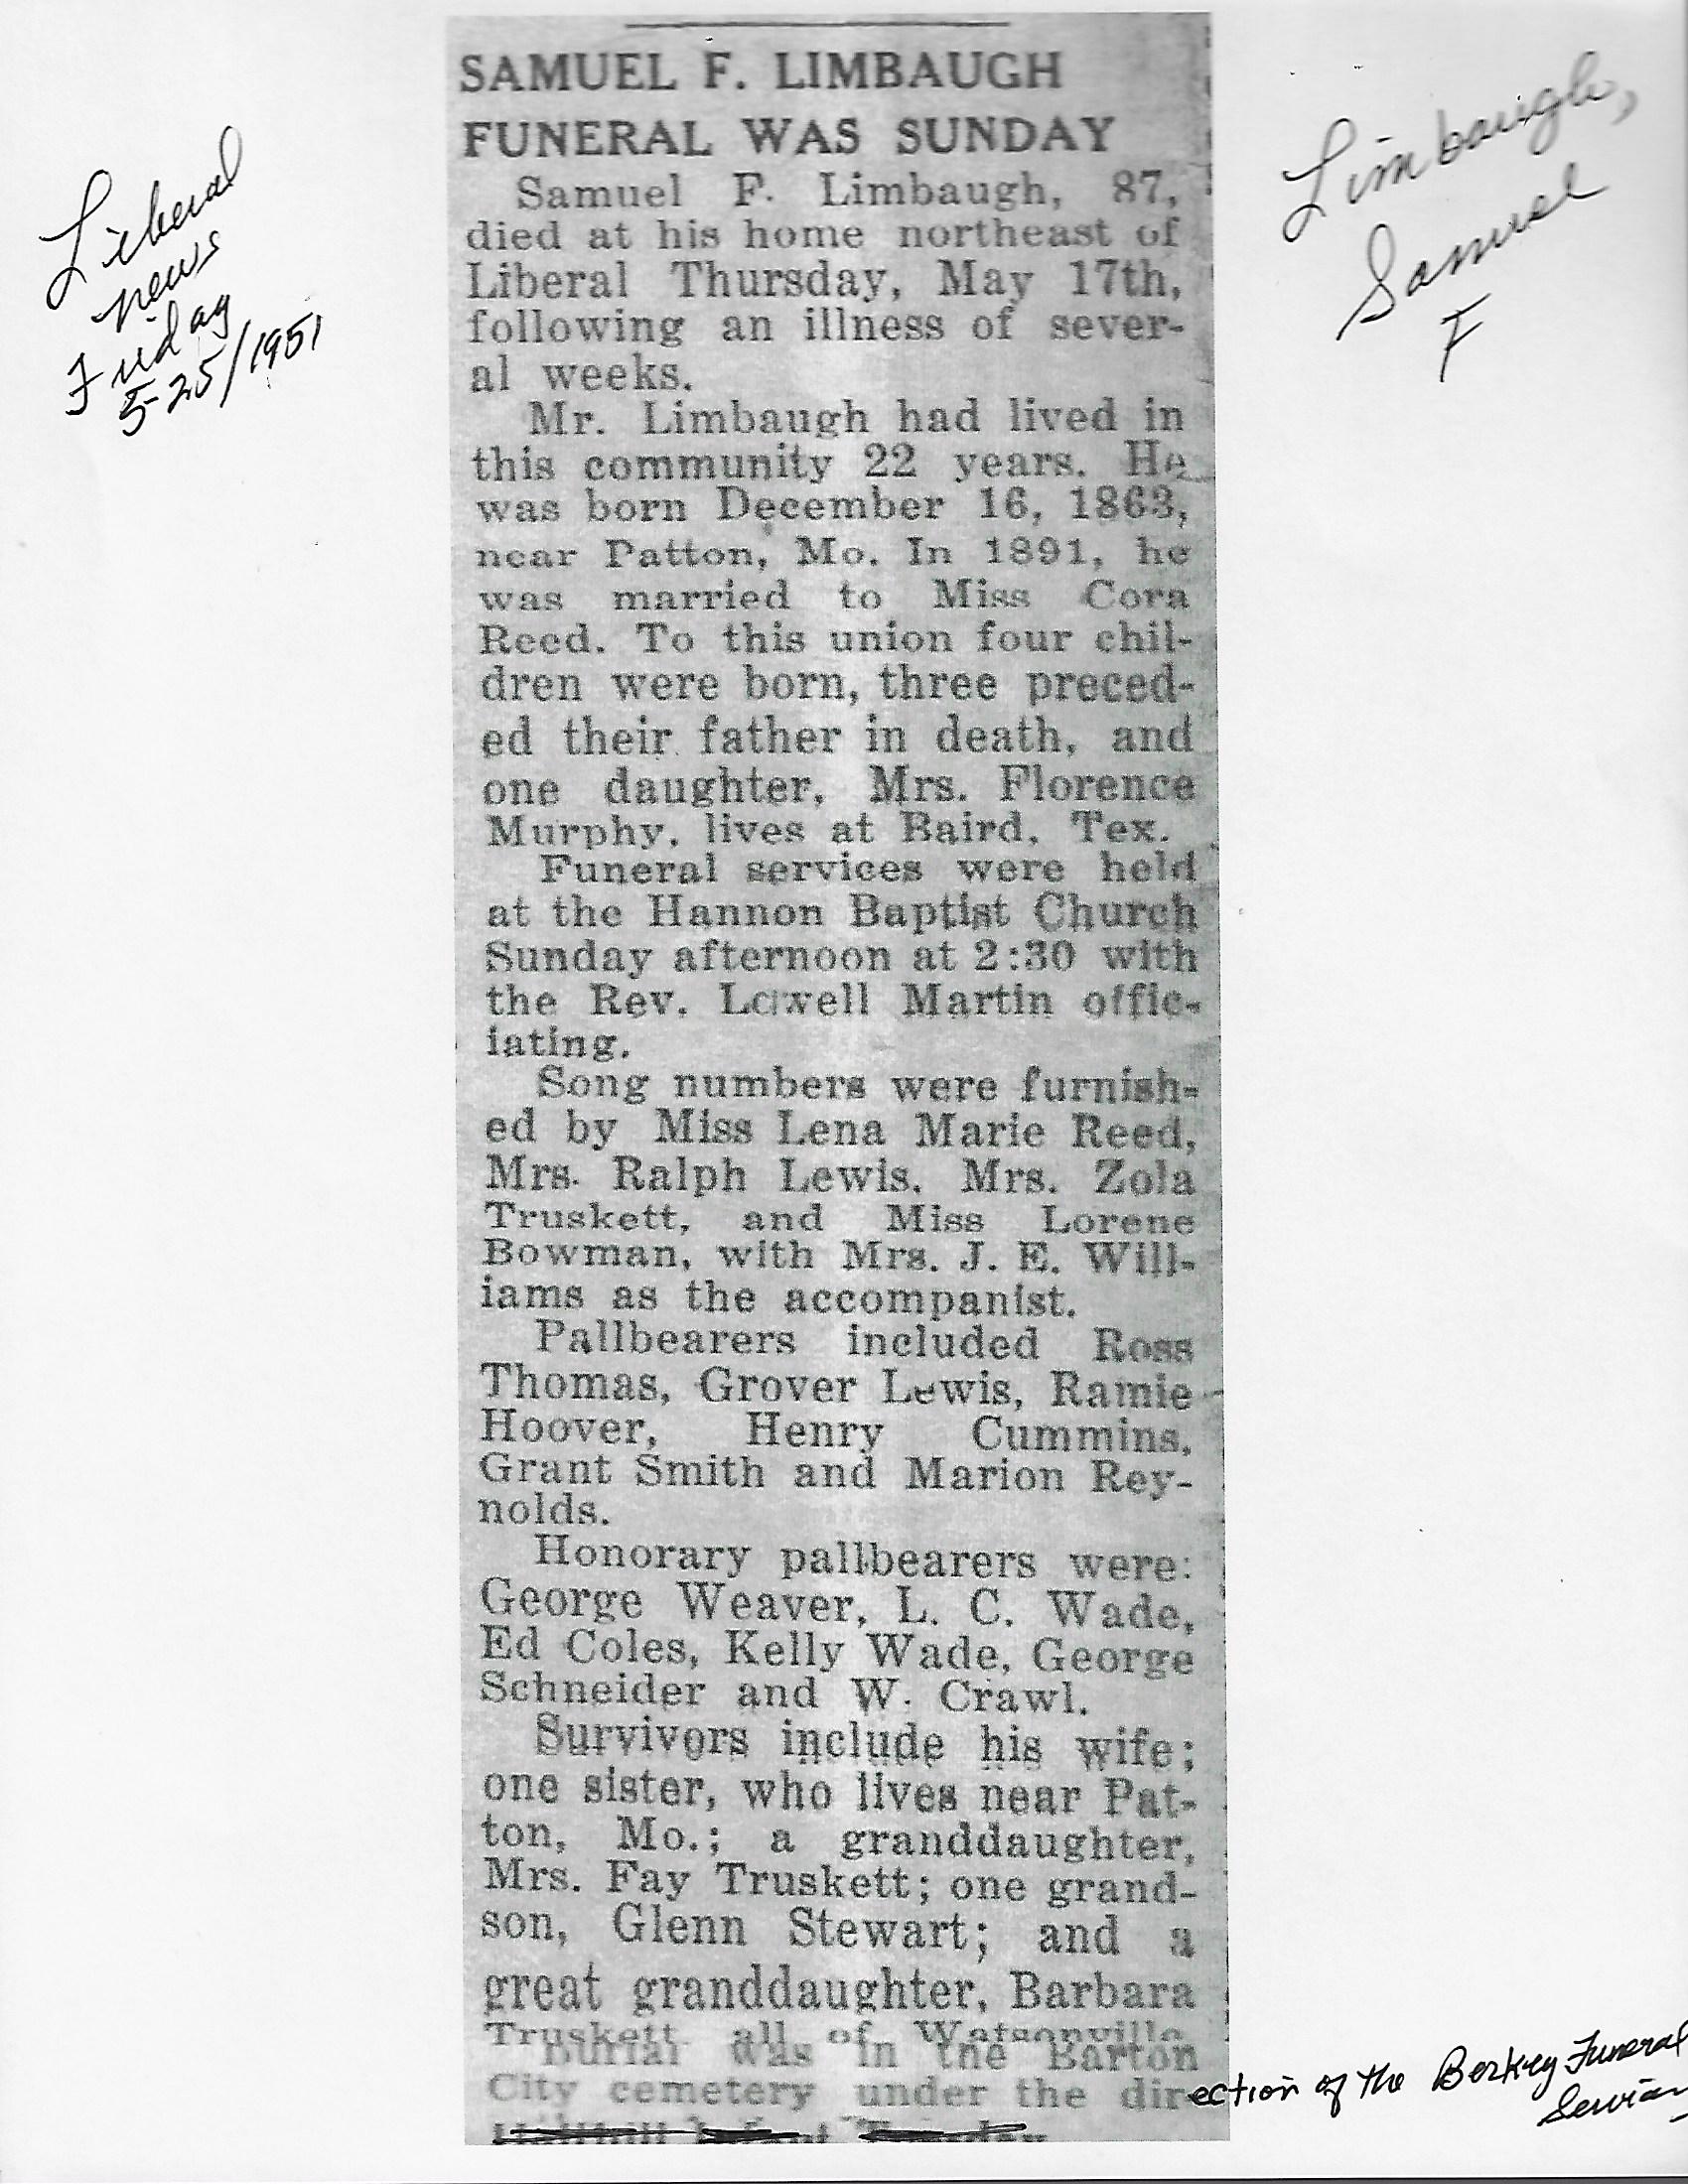 Liberal
News
Friday
5-25/1951
Limbaugh,
Samuel
F
SAMUEL F. LIMBAUGH
FUNERAL WAS SUNDAY
Samuel F. Limbaugh, 87,
died at his home northeast of
Liberal Thursday, May 17th,
following an illness of sever-
al weeks.
Mr. Limbaugh had lived in
this community 22 years. He
was born December 16, 1863,
near Patton, Mo. In 1891, he
was married to Miss Cora
Reed. To this union four chil-
dren were born, three preced-
ed their father in death, and
one daughter, Mrs. Florence
Murphy, lives at Baird, Tex.
Funeral services were held
at the Hannon Baptist Church
Sunday afternoon at 2:30 with
the Rev. Lowell Martin offic-
iating.
Song numbers were furnish-
ed by Miss Lena Marie Reed,
Mrs. Ralph Lewis, Mrs. Zola
Truskett, and Miss Lorene
Bowman, with Mrs. J. E. Will-
iams as the accompanist.
Pallbearers included Ross
Thomas, Grover Lewis, Ramie
Hoover, Henry Cummins,
Grant Smith and Marion Rey-
nolds.
Honorary pallbearers were:
George Weaver, L. C. Wade,
Ed Coles, Kelly Wade, George
Schneider and W. Crawl.
Survivors include his wife;
one sister, who lives near Pat-
ton, Mo.; a granddaughter,
Mrs. Fay Truskett; one grand-
son, Glenn Stewart; and a
great granddaughter, Barbara
Truskett, all of Watsonville,
Burial was in the Barton
City cemetery under the dir
ection of the Berkey Funeral